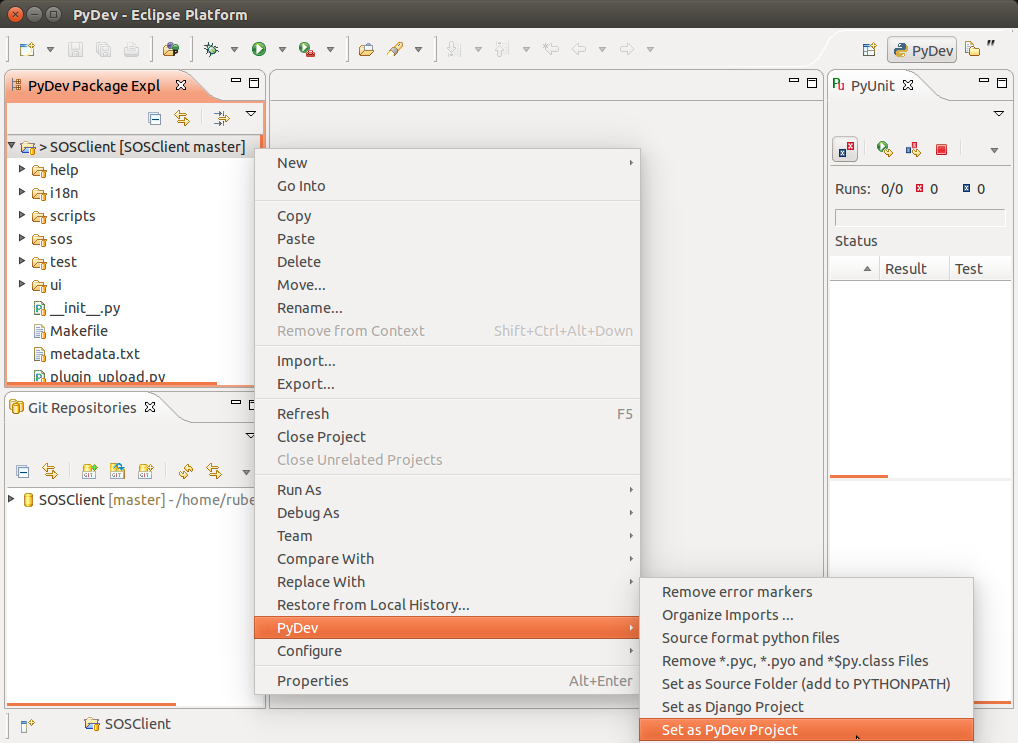 PyDev - Eclipse Platform
PyDev
PyDev Package Expl
> SOSClient [SOSClient master]
help
i18n
scripts
sos
test
ui
__init__.py
Makefile
metadata.txt
plugin_upload.py
Git Repositories
GIT GIT GIT
SOSClient [master] - /home/rube
New
Go Into
Copy
Paste
Delete
Move...
Rename...
Remove from Context Shift+Ctrl+Alt+Down
Import...
Export...
Refresh F5
Close Project
Close Unrelated Projects
Run As
Debug As
Team
Compare With
Replace With
Restore from Local History...
PyDev
Configure
Properties Alt+Enter
Remove error markers
Organize Imports ...
Source format python files
Remove *.pyc, *.pyo and *$py.class Files
Set as Source Folder (add to PYTHONPATH)
Set as Django Project
Set as PyDev Project
PyUnit
Runs: 0/0 0 0
Status
Result Test
SOSClient